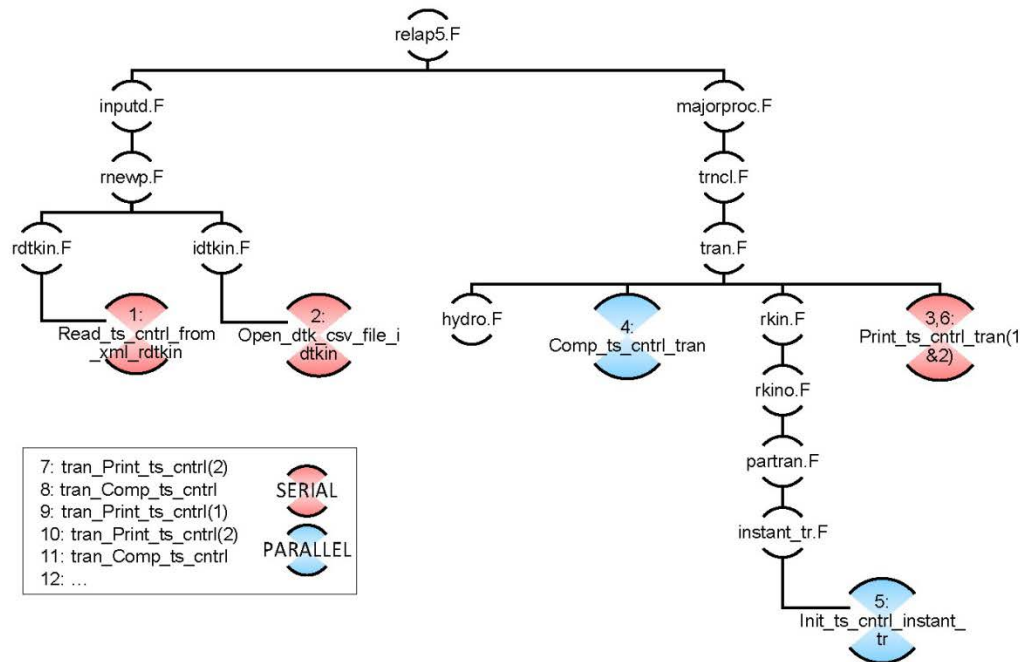 relap5.F
inputd.F
majorproc.F
rnewp.F
trncl.F
rdtkin.F
idtkin.F
tran.F
1:
Read_ts_cntrl_from
_xml_rdtkin
2:
Open_dtk_csv_file_i
dtkin
hydro.F
4:
Comp_ts_cntrl_tran
rkin.F
3,6:
Print_ts_cntrl_tran(1
&2)
rkino.F
partran.F
instant_tr.F
5:
Init_ts_cntrl_instant_
tr
7: tran_Print_ts_cntrl(2)
8: tran_Comp_ts_cntrl
9: tran_Print_ts_cntrl(1)
10: tran_Print_ts_cntrl(2)
11: tran_Comp_ts_cntrl
12: ...
SERIAL
PARALLEL